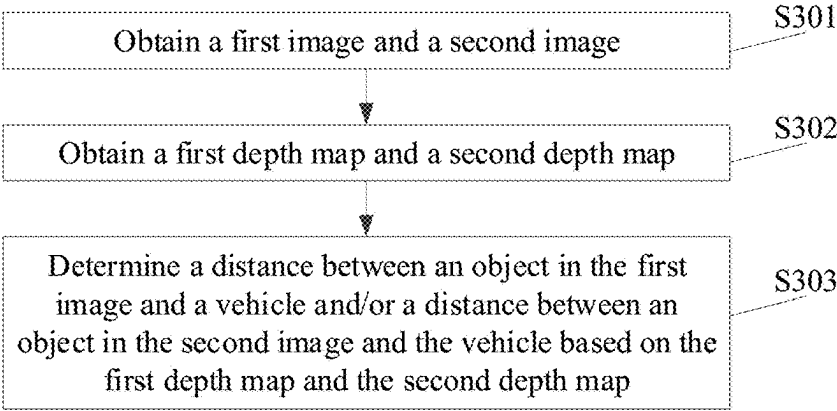 S301
Obtain a first image and a second image
S302
Obtain a first depth map and a second depth map
S303
Determine a distance between an object in the first
image and a vehicle and/or a distance between an
object in the second image and the vehicle based on the
first depth map and the second depth map